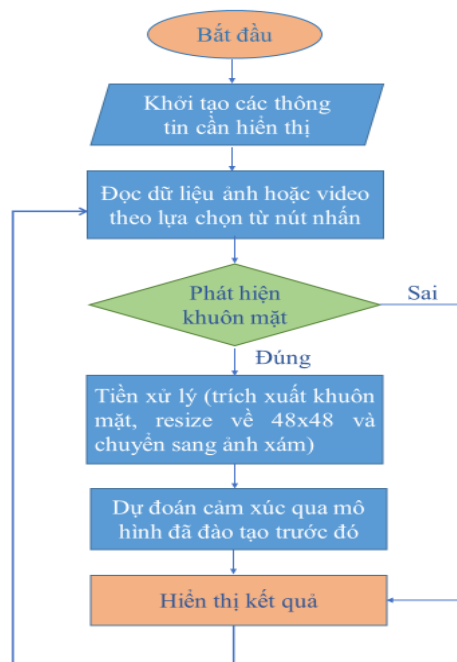 Bắt đầu
Khởi tạo các thông
tin cần hiển thị
Đọc dữ liệu ảnh hoặc video
theo lựa chọn từ nút nhấn
Phát hiện
khuôn mặt
Sai
Đúng
Tiền xử lý (trích xuất khuôn
mặt, resize về 48x48 và
chuyển sang ảnh xám)
Dự đoán cảm xúc qua mô
hình đã đào tạo trước đó
Hiển thị kết quả